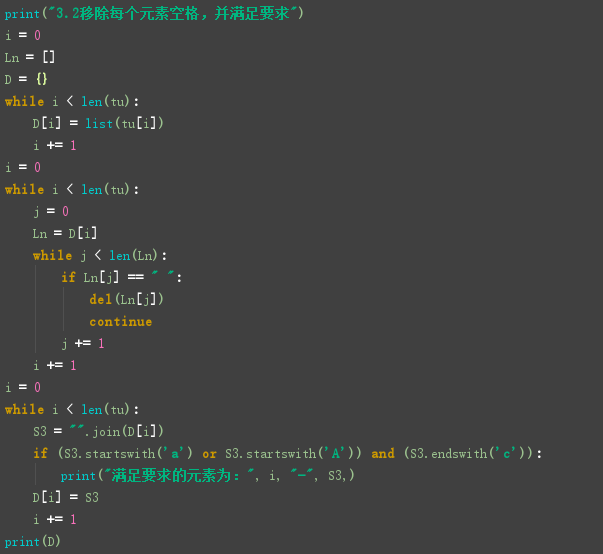 print("3.2移除每个元素空格，并满足要求")
i = 0
Ln = []
D = {}
while i < len(tu):
    D[i] = list(tu[i])
    i += 1
i = 0
while i < len(tu):
    j = 0
    Ln = D[i]
    while j < len(Ln):
        if Ln[j] == " ":
            del(Ln[j])
            continue
        j += 1
    i += 1
i = 0
while i < len(tu):
    S3 = "".join(D[i])
    if (S3.startswith('a') or S3.startswith('A')) and (S3.endswith('c')):
        print("满足要求的元素为：", i, "-", S3,)
    D[i] = S3
    i += 1
print(D)